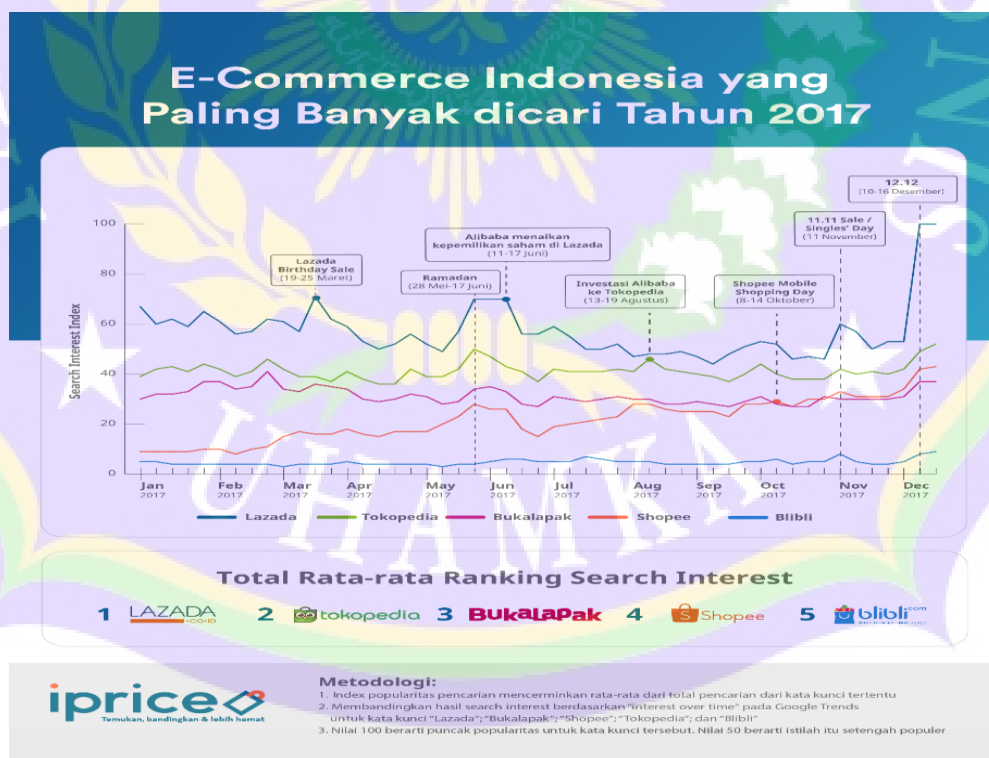 E-Commerce Indonesia yang
Paling Banyak dicari Tahun 2017
12.12
(10-16 Desember)
11.11 Sale /
Singles' Day
(11 November)
Alibaba menaikan
kepemilikan saham di Lazada
(11-17 Juni)
Lazada
Birthday Sale
(19-25 Maret)
Ramadan
(28 Mei-17 Juni)
Investasi Alibaba
ke Tokopedia
(13-19 Agustus)
Shopee Mobile
Shopping Day
(8-14 Oktober)
Search Interest Index
100
80
60
40
20
0
Jan Feb Mar Apr May Jun Jul Aug Sep Oct Nov Dec
2017 2017 2017 2017 2017 2017 2017 2017 2017 2017 2017 2017
Lazada Tokopedia Bukalapak Shopee Blibli
UHAMKA
Total Rata-rata Ranking Search Interest
1 LAZADA .CO.ID 2 tokopedia 3 BukaLaPak 4 Shopee 5 blibli.com
iprice
Temukan, bandingkan & lebih hemat
Metodologi:
1. Index popularitas pencarian mencerminkan rata-rata dari total pencarian dari kata kunci tertentu
2. Membandingkan hasil search interest berdasarkan "interest over time" pada Google Trends
untuk kata kunci "Lazada"; "Bukalapak"; "Shopee"; "Tokopedia"; dan "Blibli"
3. Nilai 100 berarti puncak popularitas untuk kata kunci tersebut. Nilai 50 berarti istilah itu setengah populer